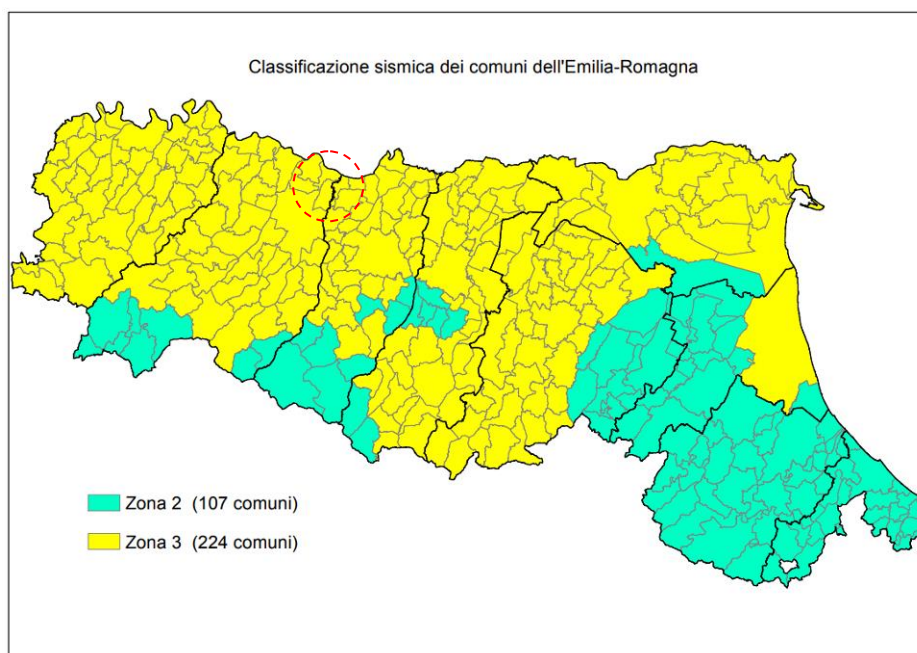 Classificazione sismica dei comuni dell'Emilia-Romagna
Zona 2 (107 comuni)
Zona 3 (224 comuni)